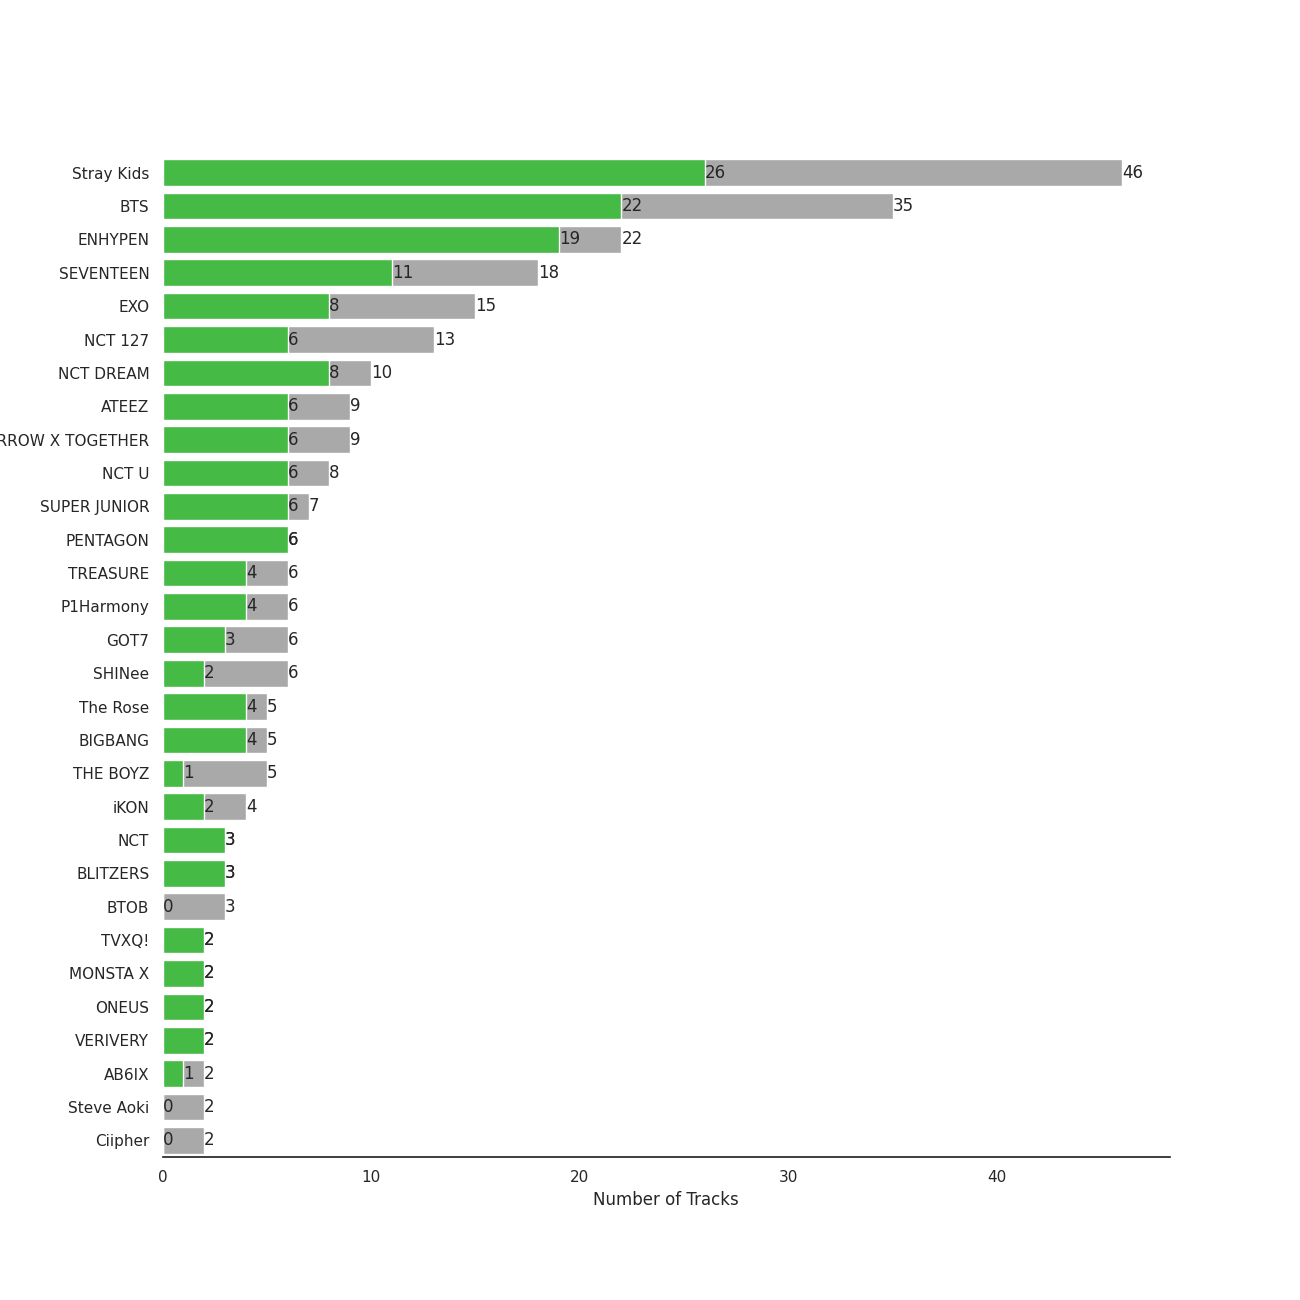 Stray Kids 26 46
BTS 22 35
ENHYPEN 19 22
SEVENTEEN 11 18
EXO 8 15
NCT 127 6 13
NCT DREAM 8 10
ATEEZ 6 9
RROW X TOGETHER 6 9
NCT U 6 8
SUPER JUNIOR 6 7
PENTAGON 6
TREASURE 4 6
P1Harmony 4 6
GOT7 3 6
SHINee 2 6
The Rose 4 5
BIGBANG 4 5
THE BOYZ 1 5
iKON 2 4
NCT 3
BLITZERS 3
BTOB 0 3
TVXQ! 2
MONSTA X 2
ONEUS 2
VERIVERY 2
AB6IX 1 2
Steve Aoki 0 2
Ciipher 0 2
0 10 20 30 40
Number of Tracks